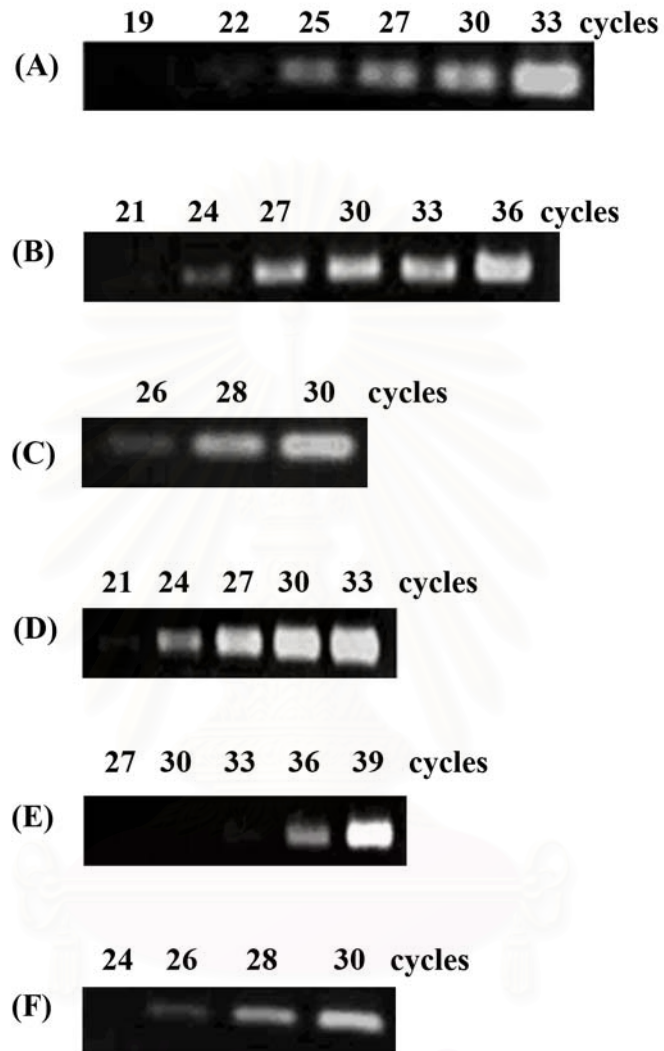 19 22 25 27 30 33 cycles
(A)
21 24 27 30 33 36 cycles
(B)
26 28 30 cycles
(C)
21 24 27 30 33 cycles
(D)
27 30 33 36 39 cycles
(E)
24 26 28 30 cycles
(F)